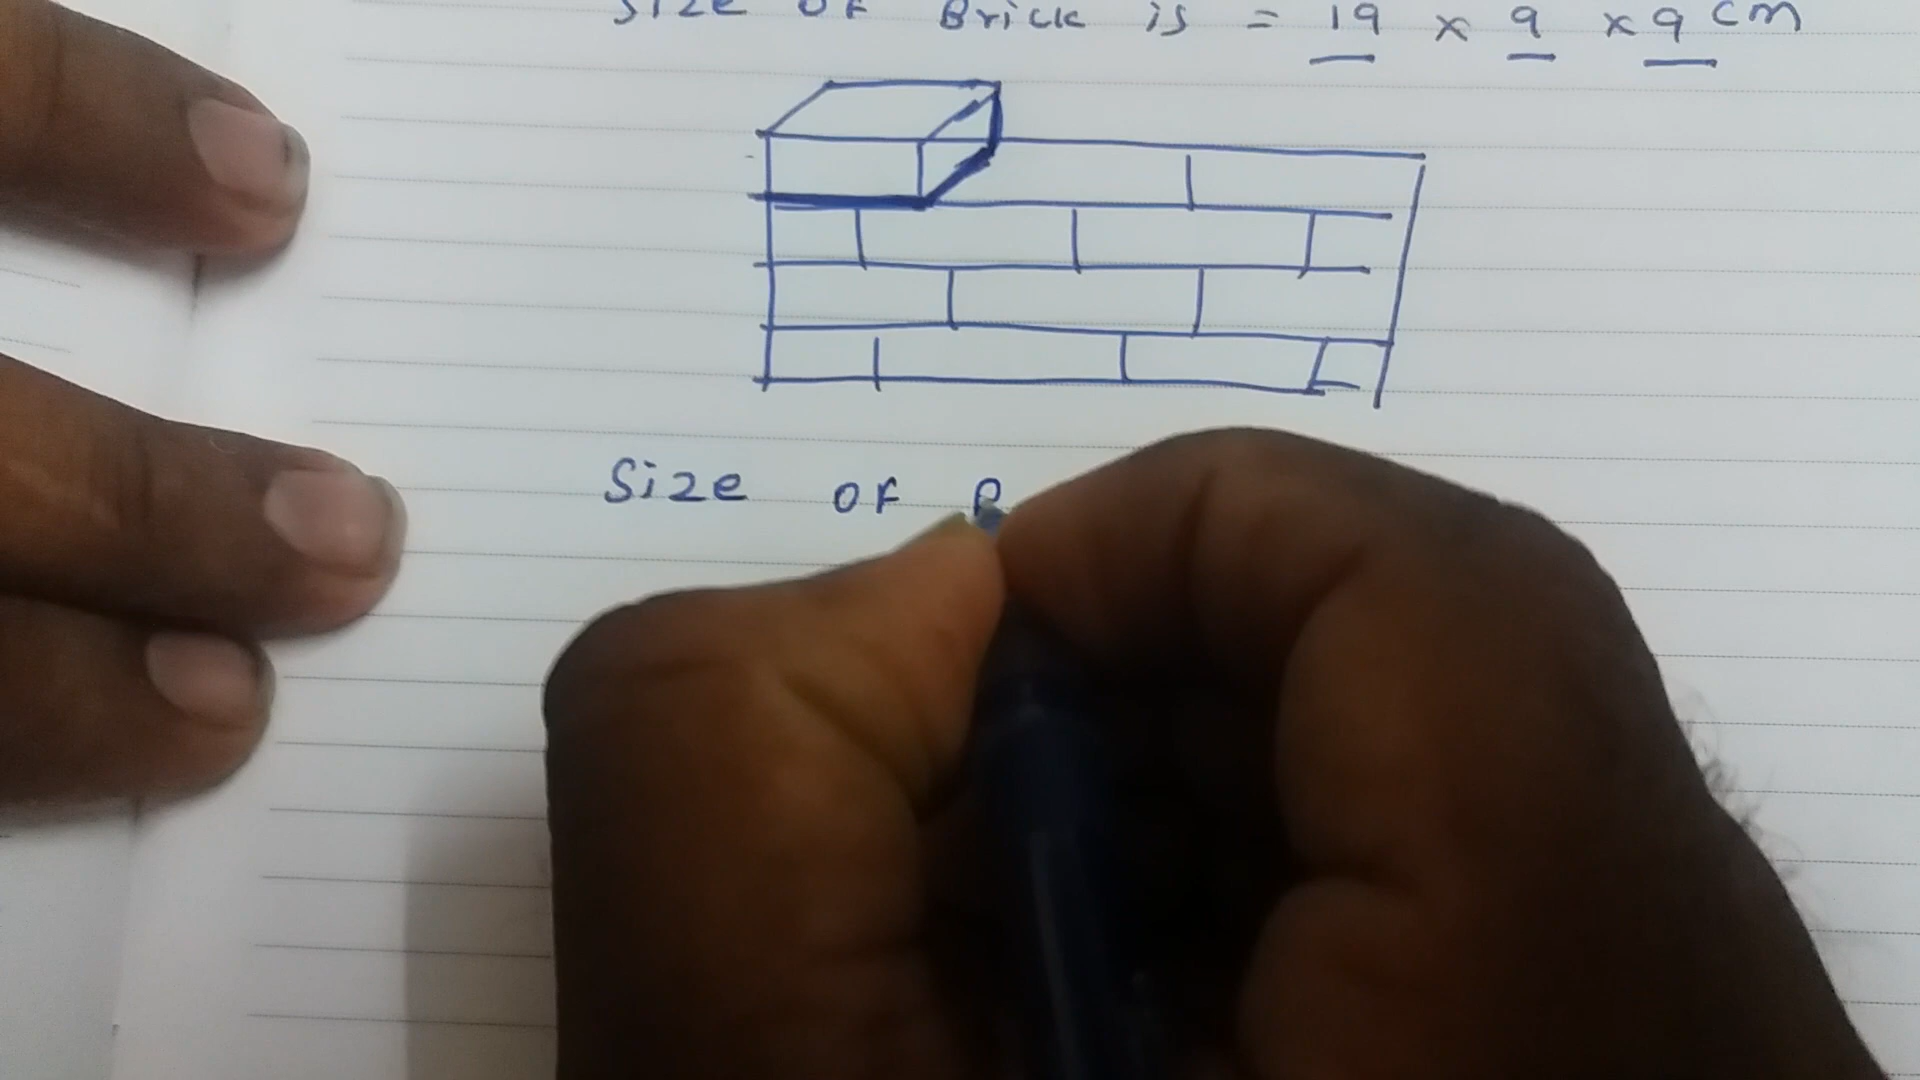 Size OF Brick is = 19 x 9 x 9 cm
Size OF